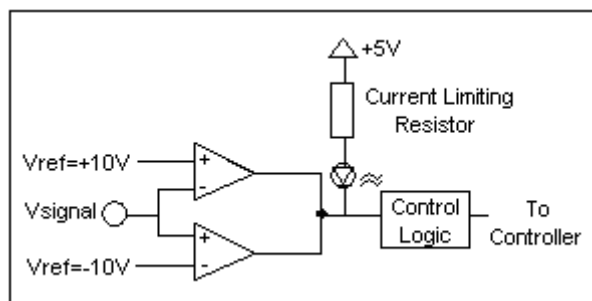 +5V
Current Limiting
Resistor
Vref=+10V
+
-
Vsignal
+
-
Vref=-10V
Control
Logic
To
Controller